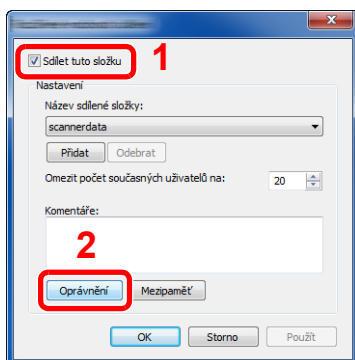 Sdílet tuto složku
1
Nastavení
Název sdílené složky:
scannerdata
Přidat Odebrat
Omezit počet současných uživatelů na: 20
Komentáře:
2
Oprávnění Mezipaměť
OK Storno Použít